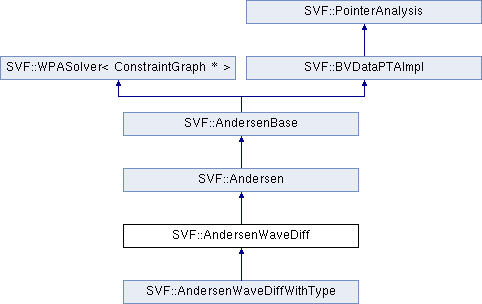 SVF::PointerAnalysis
SVF::WPASolver< ConstraintGraph * >
SVF::BVDataPTAImpl
SVF::AndersenBase
SVF::Andersen
SVF::AndersenWaveDiff
SVF::AndersenWaveDiffWithType